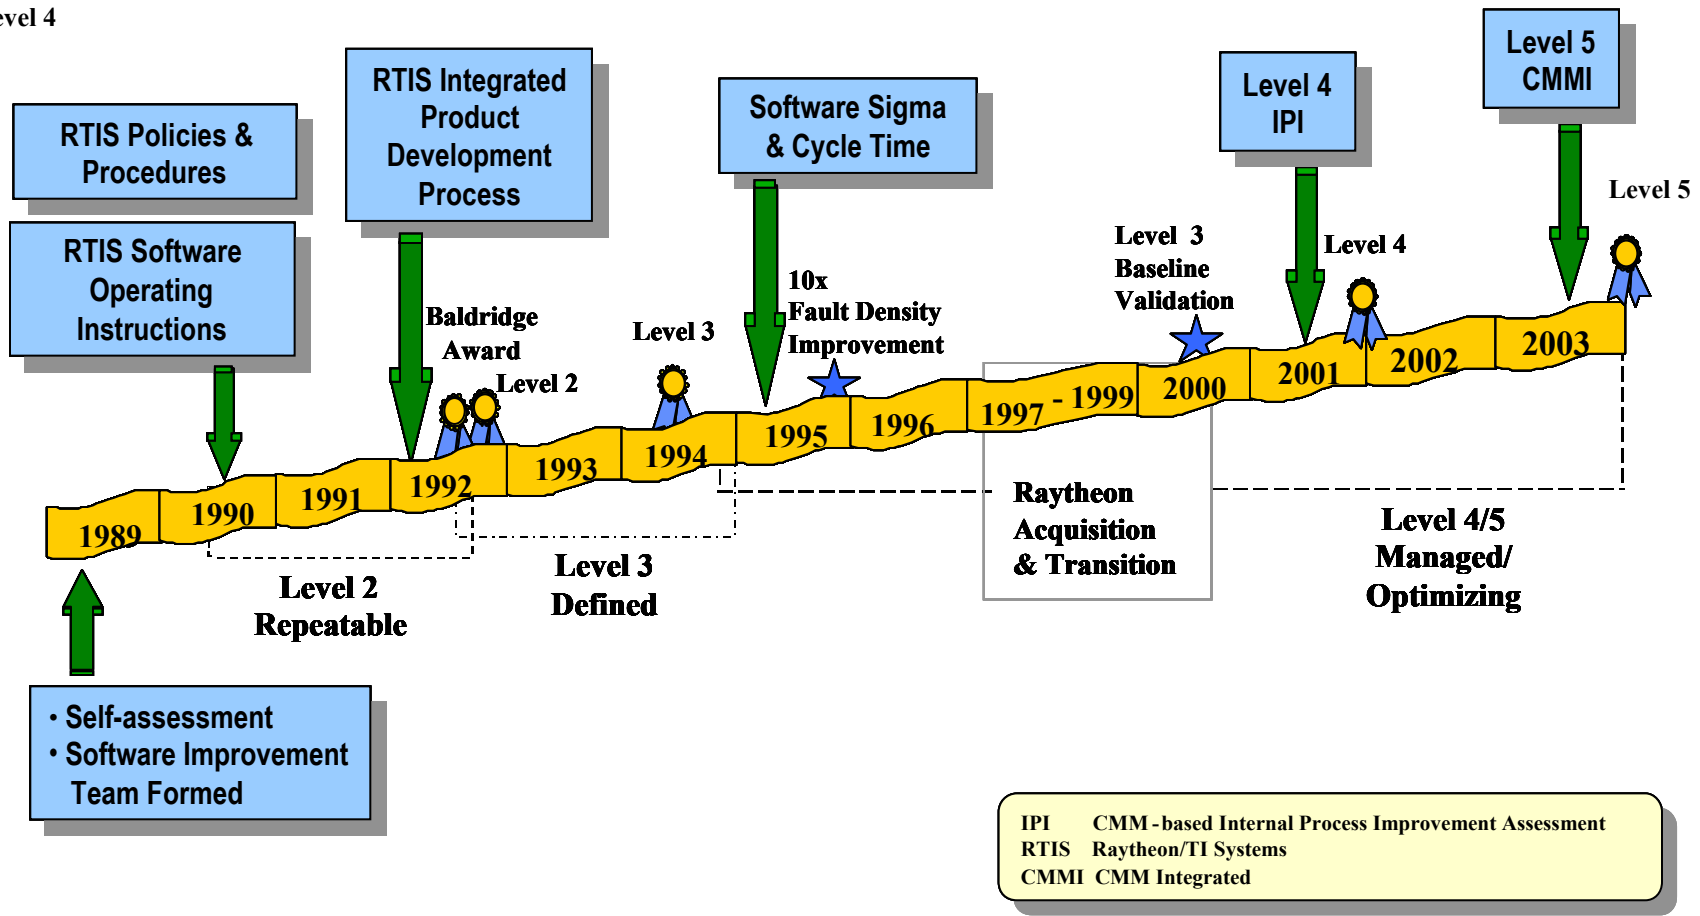 Level 5
CMMI
RTIS Integrated
Product
Development
Process
Software Sigma
& Cycle Time
Level 4
IPI
RTIS Policies &
Procedures
RTIS Software
Operating
Instructions
Level 5
Level 3
Baseline
Validation
Level 4
10x
Fault Density
Improvement
Baldridge
Award
Level 2
Level 3
1989
1990
1991
1992
1993
1994
1995
1996
1997 - 1999
2000
2001
2002
2003
Level 2
Repeatable
Level 3
Defined
Raytheon
Acquisition
& Transition
Level 4/5
Managed/
Optimizing
• Self-assessment
• Software Improvement
Team Formed
IPI CMM-based Internal Process Improvement Assessment
RTIS Raytheon/TI Systems
CMMI CMM Integrated